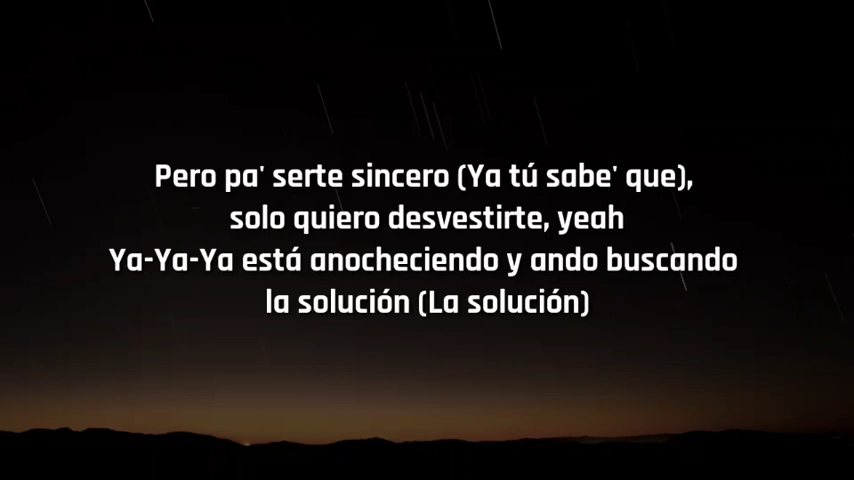 Pero pa' serte sincero (Ya tú sabe' que),
solo quiero desvestirte, yeah
Ya-Ya-Ya está anocheciendo y ando buscando
la solución (La solución)